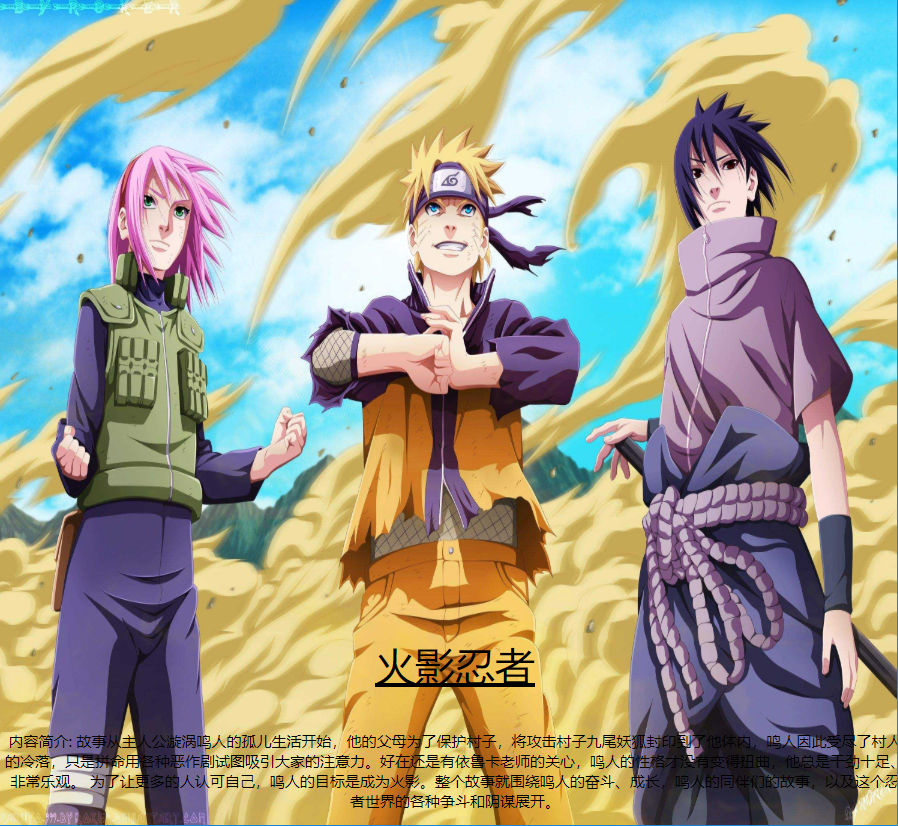 火影忍者
内容简介: 故事从主人公漩涡鸣人的孤儿生活开始，他的父母为了保护村子，将攻击村子九尾妖狐封印到了他体内，鸣人因此受尽了村人
的冷落，只是拼命用各种恶作剧试图吸引大家的注意力。好在还是有依鲁卡老师的关心，鸣人的性格才没有变得扭曲，他总是干劲十足、
非常乐观。 为了让更多的人认可自己，鸣人的目标是成为火影。整个故事就围绕鸣人的奋斗、成长，鸣人的同伴们的故事，以及这个忍
者世界的各种争斗和阴谋展开。